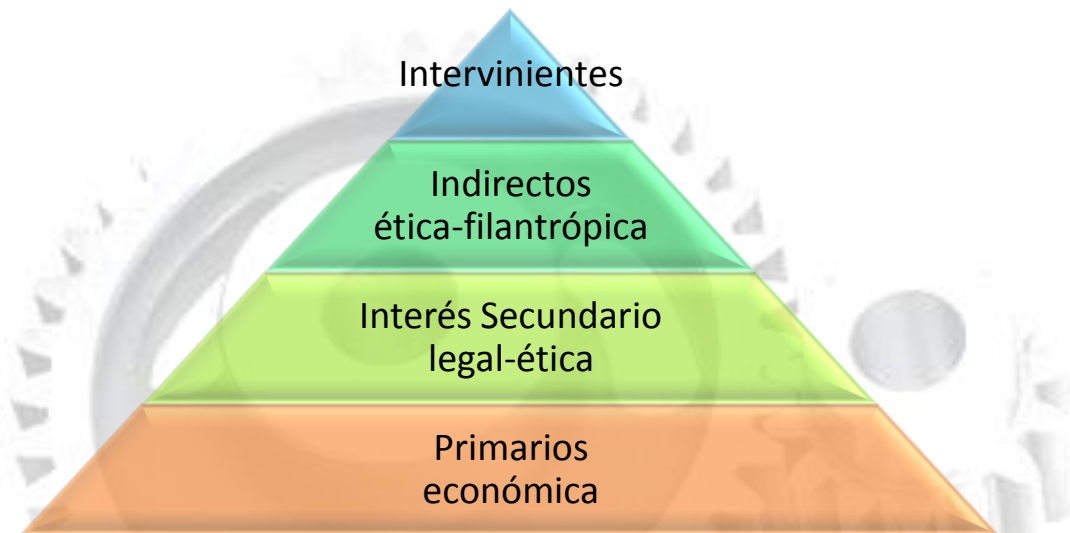 Intervinientes
Indirectos
ética-filantrópica
Interés Secundario
legal-ética
Primarios
económica